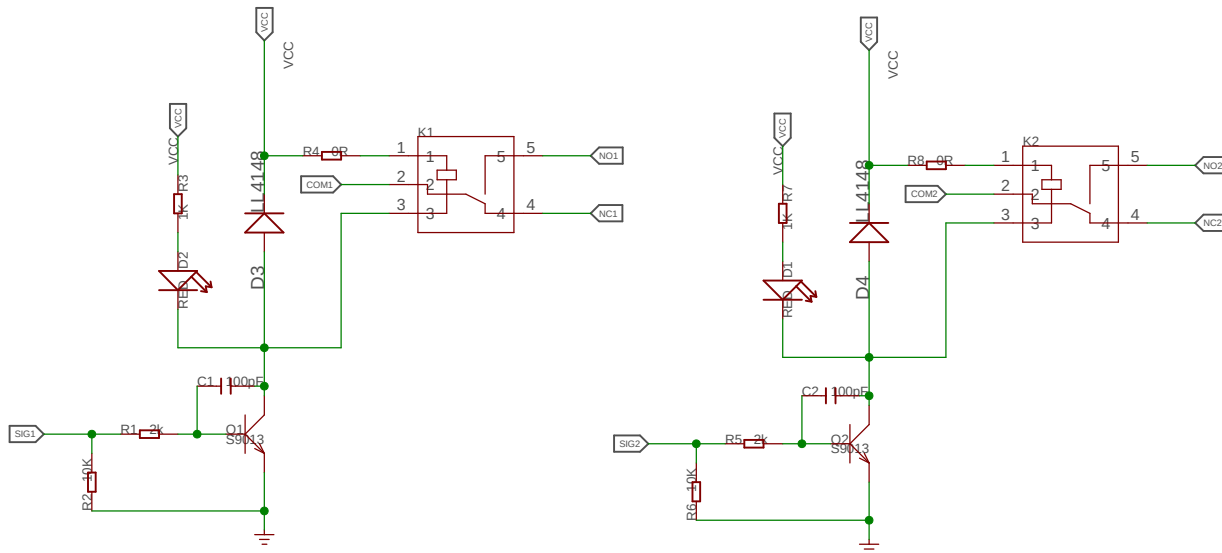 VCC
VCC
VCC
VCC
R3
1K
D2
RED
LL4148
D3
R4 0R
COM1
K1
1
2
3
1
2
3
5
4
5
4
NO1
NC1
C1 100pF
SIG1
R1 2k
Q1
S9013
10K
R2
VCC
VCC
VCC
VCC
R7
1K
D1
RED
LL4148
D4
R8 0R
COM2
K2
1
2
3
1
2
3
5
4
5
4
NO2
NC2
C2 100pF
SIG2
R5 2k
Q2
S9013
10K
R6